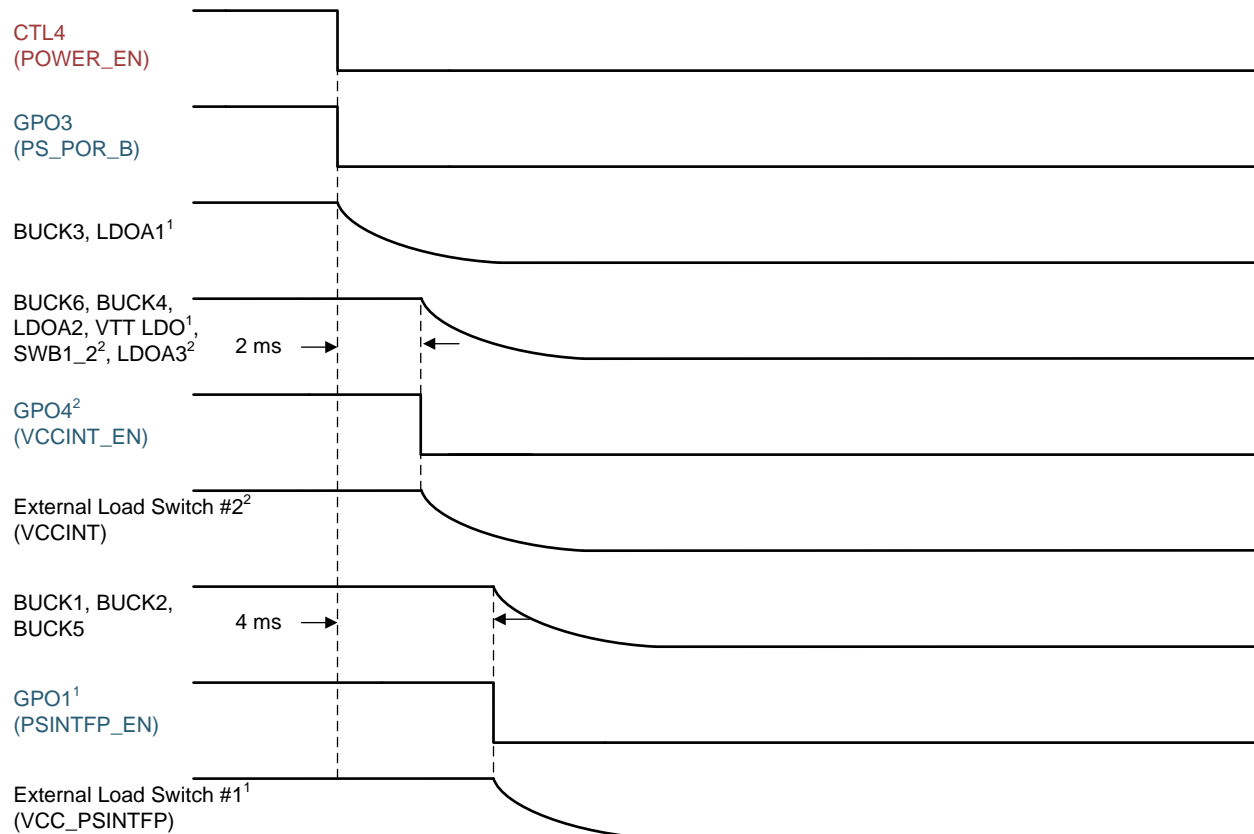 CTL4
(POWER_EN)
GPO3
(PS_POR_B)
BUCK3, LDOA1¹
BUCK6, BUCK4,
LDOA2, VTT LDO¹,
SWB1_2², LDOA3²
2 ms
GPO4²
(VCCINT_EN)
External Load Switch #2²
(VCCINT)
BUCK1, BUCK2,
BUCK5
4 ms
GPO1¹
(PSINTFP_EN)
External Load Switch #1¹
(VCC_PSINTFP)